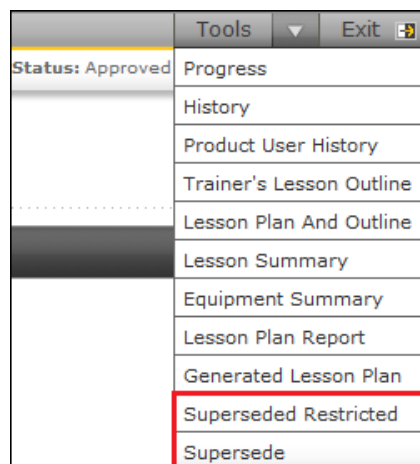 Tools Exit
Status: Approved
Progress
History
Product User History
Trainer's Lesson Outline
Lesson Plan And Outline
Lesson Summary
Equipment Summary
Lesson Plan Report
Generated Lesson Plan
Superseded Restricted
Supersede